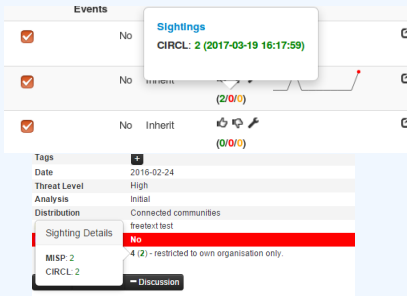 Events
Sightings
CIRCL: 2 (2017-03-19 16:17:59)
No
No Inherit
(2/0/0)
No Inherit
(0/0/0)
Tags +
Date 2016-02-24
Threat Level High
Analysis Initial
Distribution Connected communities
freetext test
Sighting Details
No
4 (2) - restricted to own organisation only.
MISP: 2
CIRCL: 2
Discussion